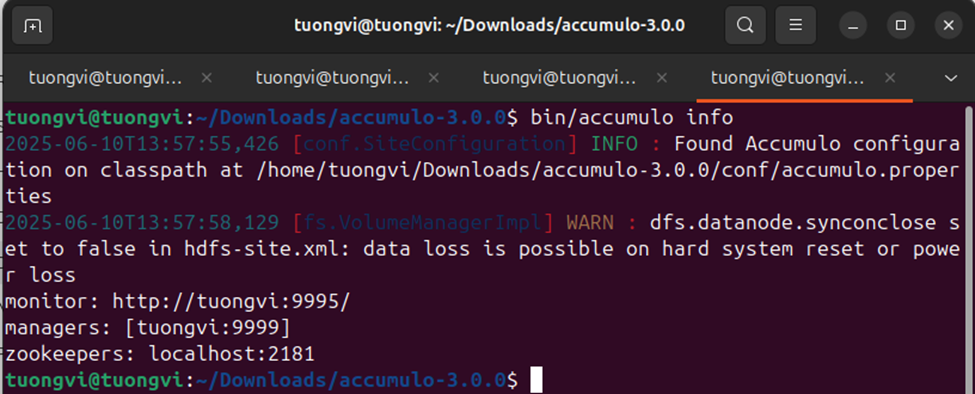 tuongvi@tuongvi: ~/Downloads/accumulo-3.0.0
tuongvi@tuongvi... × tuongvi@tuongvi... × tuongvi@tuongvi... × tuongvi@tuongvi... ×
tuongvi@tuongvi:~/Downloads/accumulo-3.0.0$ bin/accumulo info
2025-06-10T13:57:55,426 [conf.SiteConfiguration] INFO : Found Accumulo configura
tion on classpath at /home/tuongvi/Downloads/accumulo-3.0.0/conf/accumulo.proper
ties
2025-06-10T13:57:58,129 [fs.VolumeManagerImpl] WARN : dfs.datanode.synconclose s
et to false in hdfs-site.xml: data loss is possible on hard system reset or powe
r loss
monitor: http://tuongvi:9995/
managers: [tuongvi:9999]
zookeepers: localhost:2181
tuongvi@tuongvi:~/Downloads/accumulo-3.0.0$